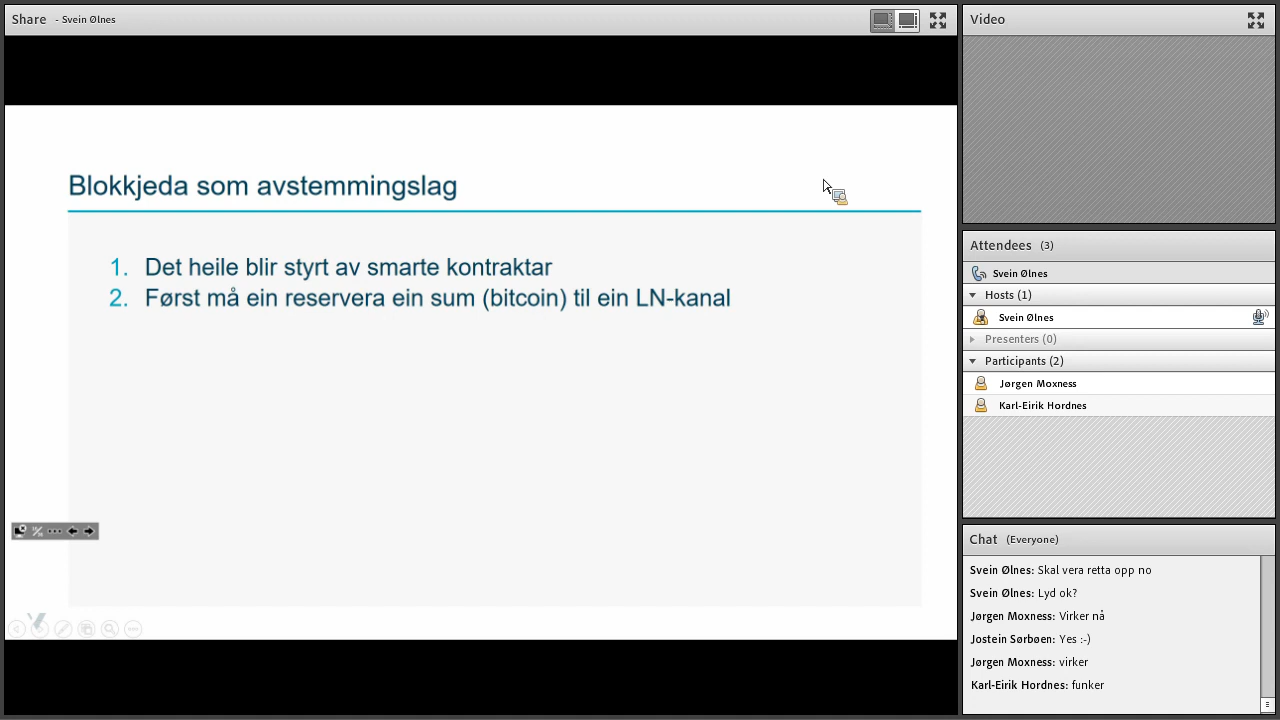 Share - Svein Ølnes
Blokkjeda som avstemmingslag
1. Det heile blir styrt av smarte kontraktar
2. Først må ein reservera ein sum (bitcoin) til ein LN-kanal
Video
Attendees (3)
Svein Ølnes
Hosts (1)
Svein Ølnes
Presenters (0)
Participants (2)
Jørgen Moxness
Karl-Eirik Hordnes
Chat (Everyone)
Svein Ølnes: Skal vera retta opp no
Svein Ølnes: Lyd ok?
Jørgen Moxness: Virker nå
Jostein Sørbøen: Yes :-)
Jørgen Moxness: virker
Karl-Eirik Hordnes: funker